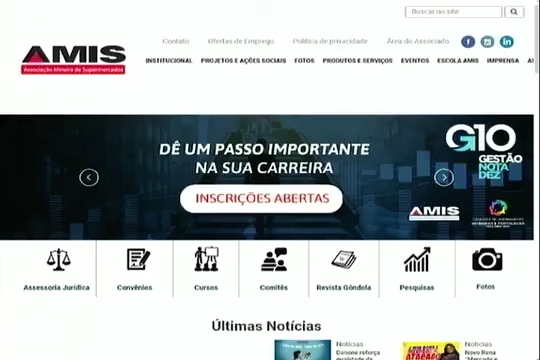 Buscar no site
Contato
Ofertas de Emprego
Política de privacidade
Área do Associado
AMIS
Associação Mineira de Supermercados
INSTITUCIONAL
PROJETOS E AÇÕES SOCIAIS
FOTOS
PRODUTOS E SERVIÇOS
EVENTOS
ESCOLA AMIS
IMPRENSA
DÊ UM PASSO IMPORTANTE
NA SUA CARREIRA
INSCRIÇÕES ABERTAS
G10
GESTÃO
NOTA
DEZ
AMIS
Assessoria Jurídica
Convênios
Cursos
Comitês
Revista Gôndola
Pesquisas
Fotos
Últimas Notícias
Notícias
Danone reforça
qualidade de
Notícias
Novo Rena
"Mercado e